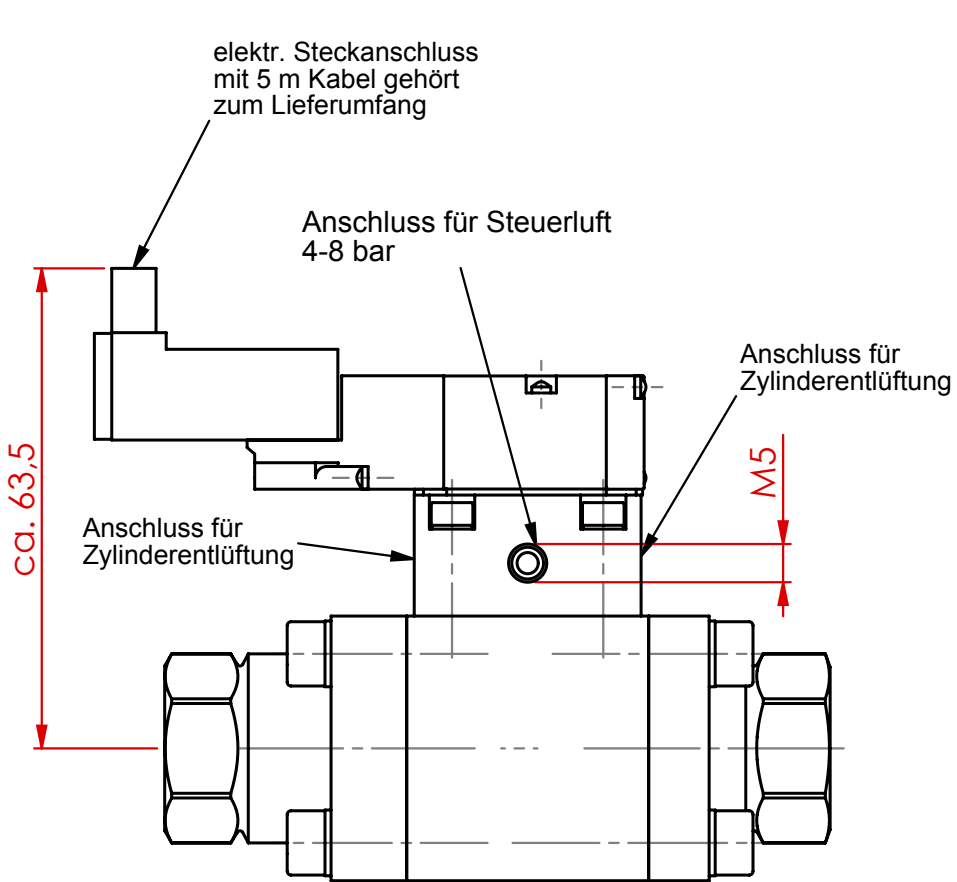 elektr. Steckanschluss
mit 5 m Kabel gehört
zum Lieferumfang
Anschluss für Steuerluft
4-8 bar
Anschluss für
Zylinderentlüftung
M5
ca. 63,5
Anschluss für
Zylinderentlüftung